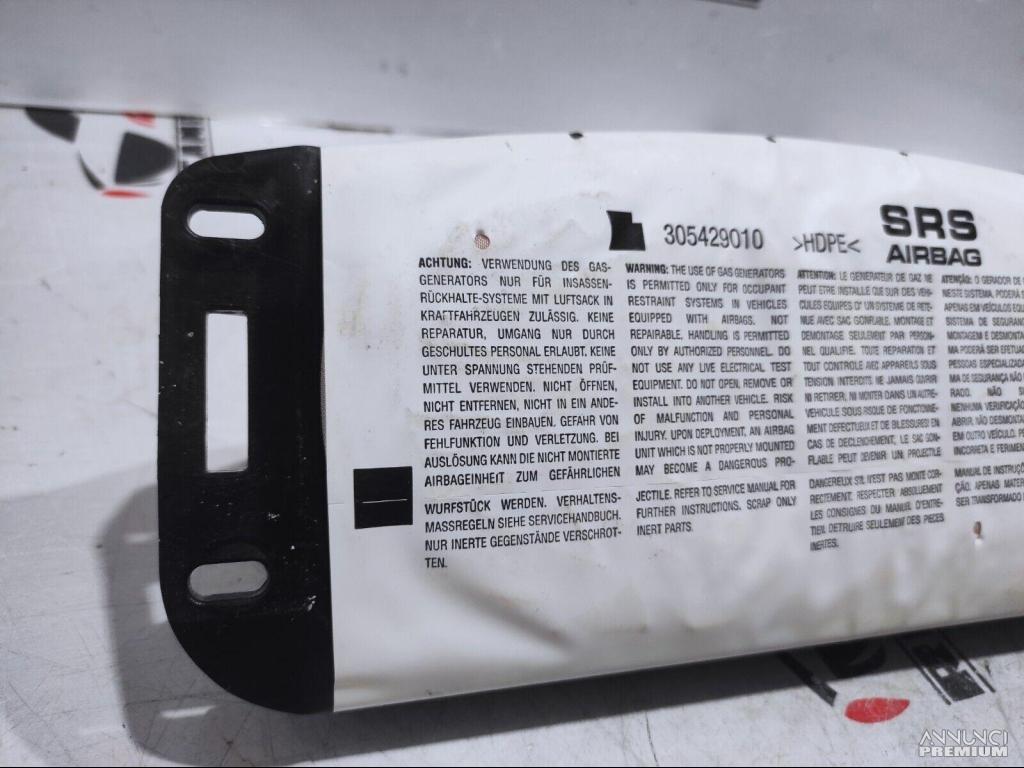 305429010
>HDPE<
SRS
AIRBAG
ACHTUNG: VERWENDUNG DES GAS-
GENERATORS NUR FÜR INSASSEN-
RÜCKHALTE-SYSTEME MIT LUFTSACK IN
KRAFTFAHRZEUGEN ZULÄSSIG. KEINE
REPARATUR, UMGANG NUR DURCH
GESCHULTES PERSONAL ERLAUBT. KEINE
UNTER SPANNUNG STEHENDEN PRÜF-
MITTEL VERWENDEN. NICHT ÖFFNEN,
NICHT ENTFERNEN, NICHT IN EIN ANDE-
RES FAHRZEUG EINBAUEN. GEFAHR VON
FEHLFUNKTION UND VERLETZUNG. BEI
AUSLÖSUNG KANN DIE NICHT MONTIERTE
AIRBAGEINHEIT ZUM GEFÄHRLICHEN
WURFSTÜCK WERDEN. VERHALTENS-
MASSREGELN SIEHE SERVICEHANDBUCH.
NUR INERTE GEGENSTÄNDE VERSCHROT-
TEN.
WARNING: THE USE OF GAS GENERATORS
IS PERMITTED ONLY FOR OCCUPANT
RESTRAINT SYSTEMS IN VEHICLES
EQUIPPED WITH AIRBAGS. NOT
REPAIRABLE, HANDLING IS PERMITTED
ONLY BY AUTHORIZED PERSONNEL. DO
NOT USE ANY LIVE ELECTRICAL TEST
EQUIPMENT. DO NOT OPEN, REMOVE OR
INSTALL INTO ANOTHER VEHICLE. RISK
OF MALFUNCTION AND PERSONAL
INJURY. UPON DEPLOYMENT, AN AIRBAG
UNIT WHICH IS NOT PROPERLY MOUNTED
MAY BECOME A DANGEROUS PRO-
JECTILE. REFER TO SERVICE MANUAL FOR
FURTHER INSTRUCTIONS. SCRAP ONLY
INERT PARTS.
ATTENTION: LE GENERATEUR DE GAZ NE
PEUT ETRE INSTALLE QUE SUR DES VEHI-
CULES EQUIPES D'UN SYSTEME DE RETE-
NUE AVEC SAC GONFLABLE. MONTAGE ET
DEMONTAGE SEULEMENT PAR PERSON-
NEL QUALIFIE. TOUTE REPARATION ET
TOUT CONTROLE AVEC APPAREILS SOUS
TENSION INTERDITS. NE JAMAIS OUVRIR
NI RETIRER, NI MONTER DANS UN AUTRE
VEHICULE SOUS RISQUE DE FONCTIONNE-
MENT DEFECTUEUX ET DE BLESSURES EN
CAS DE DECLENCHEMENT, LE SAC GON-
FLABLE PEUT DEVENIR UN PROJECTILE
DANGEREUX S'IL N'EST PAS MONTE COR-
RECTEMENT. RESPECTER ABSOLUMENT
LES CONSIGNES DU MANUEL D'ENTRE-
TIEN. DETRUIRE SEULEMENT DES PIECES
INERTES.
ATENÇÃO: O GERADOR DE
NESTE SISTEMA, PODERÁ
APENAS EM VEÍCULOS
SISTEMA DE
MONTAGEM E
MA PODERÁ SER
PESSOAS
MA DE SEGURANÇA NÃO
RADO. NÃO
NENHUMA
ABRIR, NÃO
EM OUTRO VEÍCULO.
INCORRETA E
MANUAL DE
ÇÃO. APENAS
SER TRANSFORMADO
ANNUNCI
PREMIUM